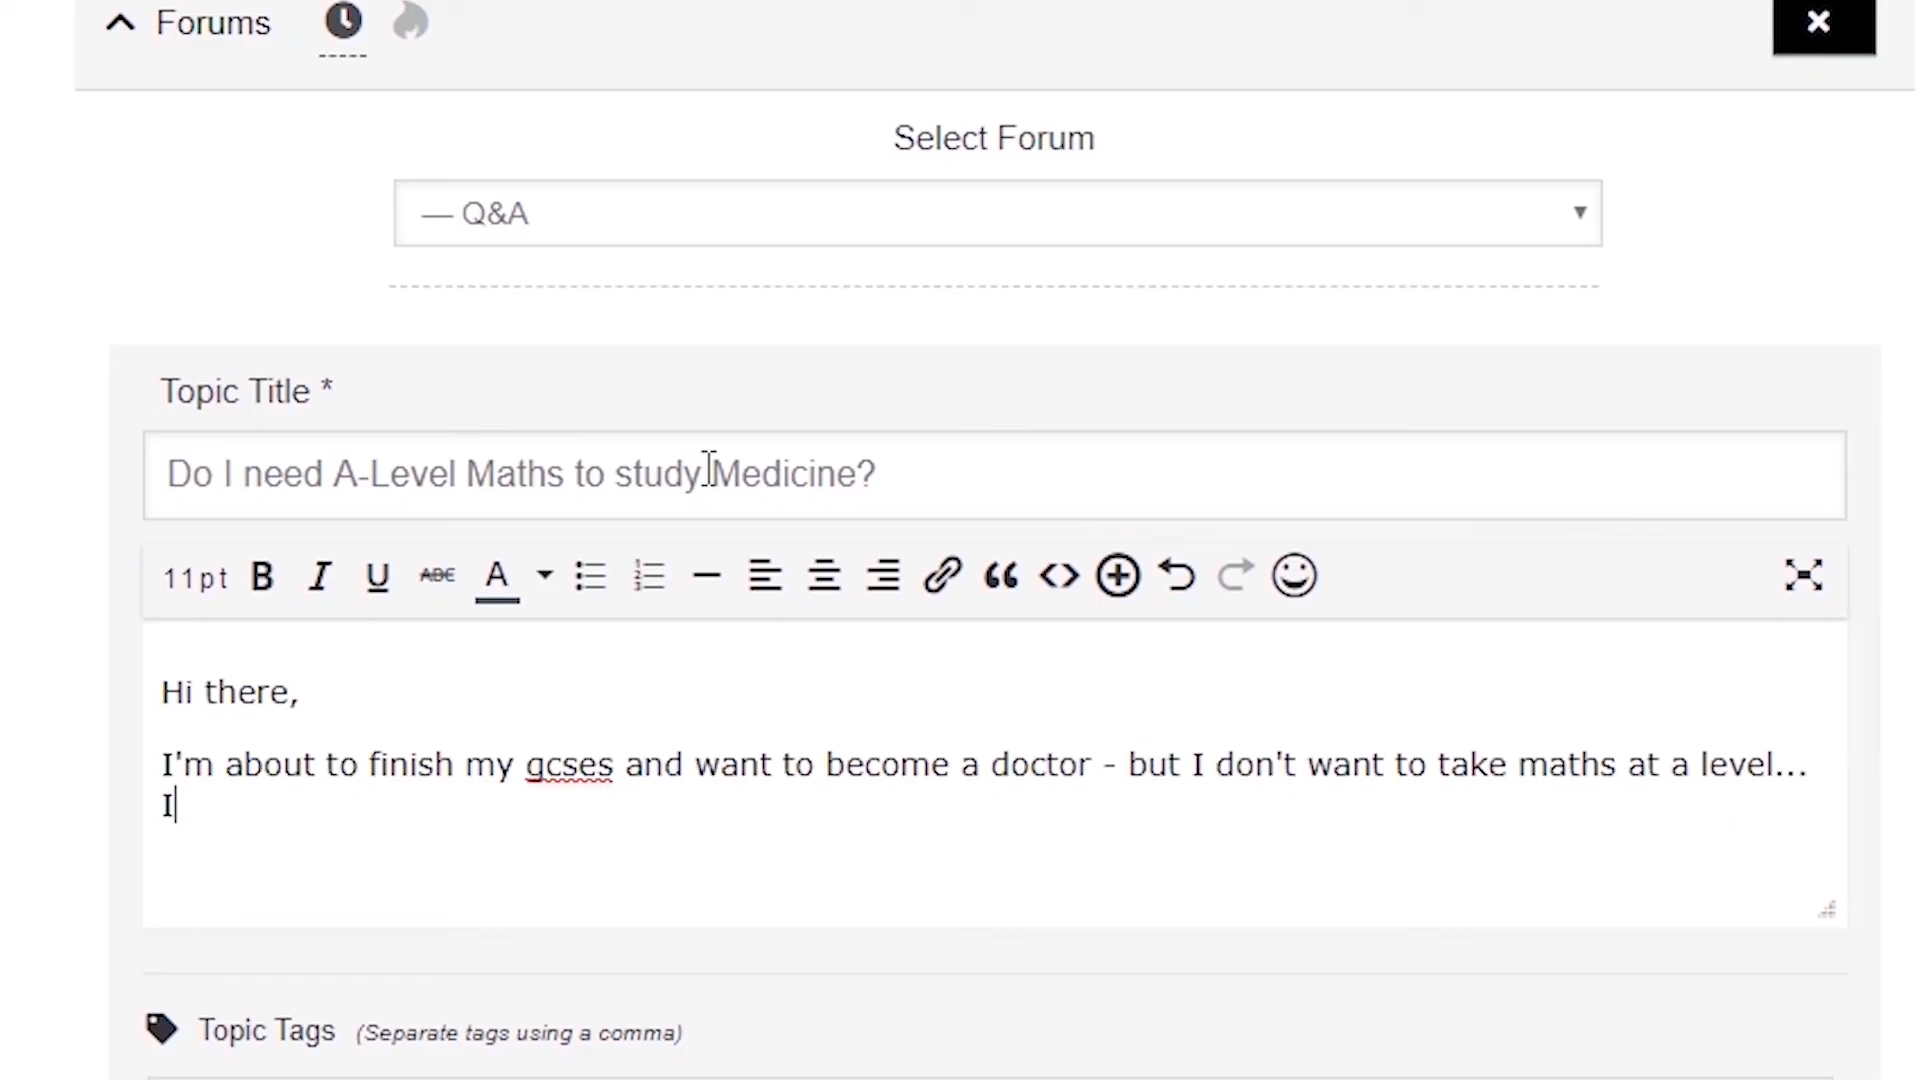 Forums
Select Forum
— Q&A
Topic Title *
Do I need A-Level Maths to study Medicine?
11pt B I U ABC A
Hi there,
I'm about to finish my gcses and want to become a doctor - but I don't want to take maths at a level...
I
Topic Tags (Separate tags using a comma)